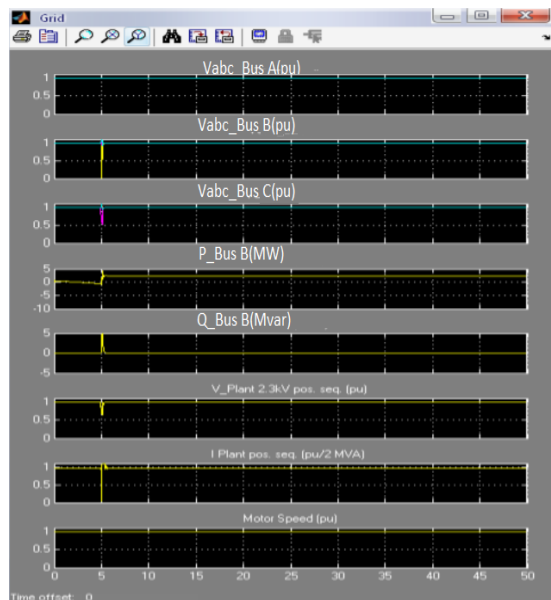 Grid
Vabc_Bus A(pu)
1
0.5
0
Vabc_Bus B(pu)
1
0.5
0
Vabc_Bus C(pu)
1
0.5
0
P_Bus B(MW)
5
0
-5
-10
Q_Bus B(Mvar)
5
0
-5
V_Plant 2.3kV pos. seq. (pu)
1
0.5
0
I Plant pos. seq. (pu/2 MVA)
1
0.5
0
Motor Speed (pu)
1
0.5
0
0 5 10 15 20 25 30 35 40 45 50
Time offset: 0